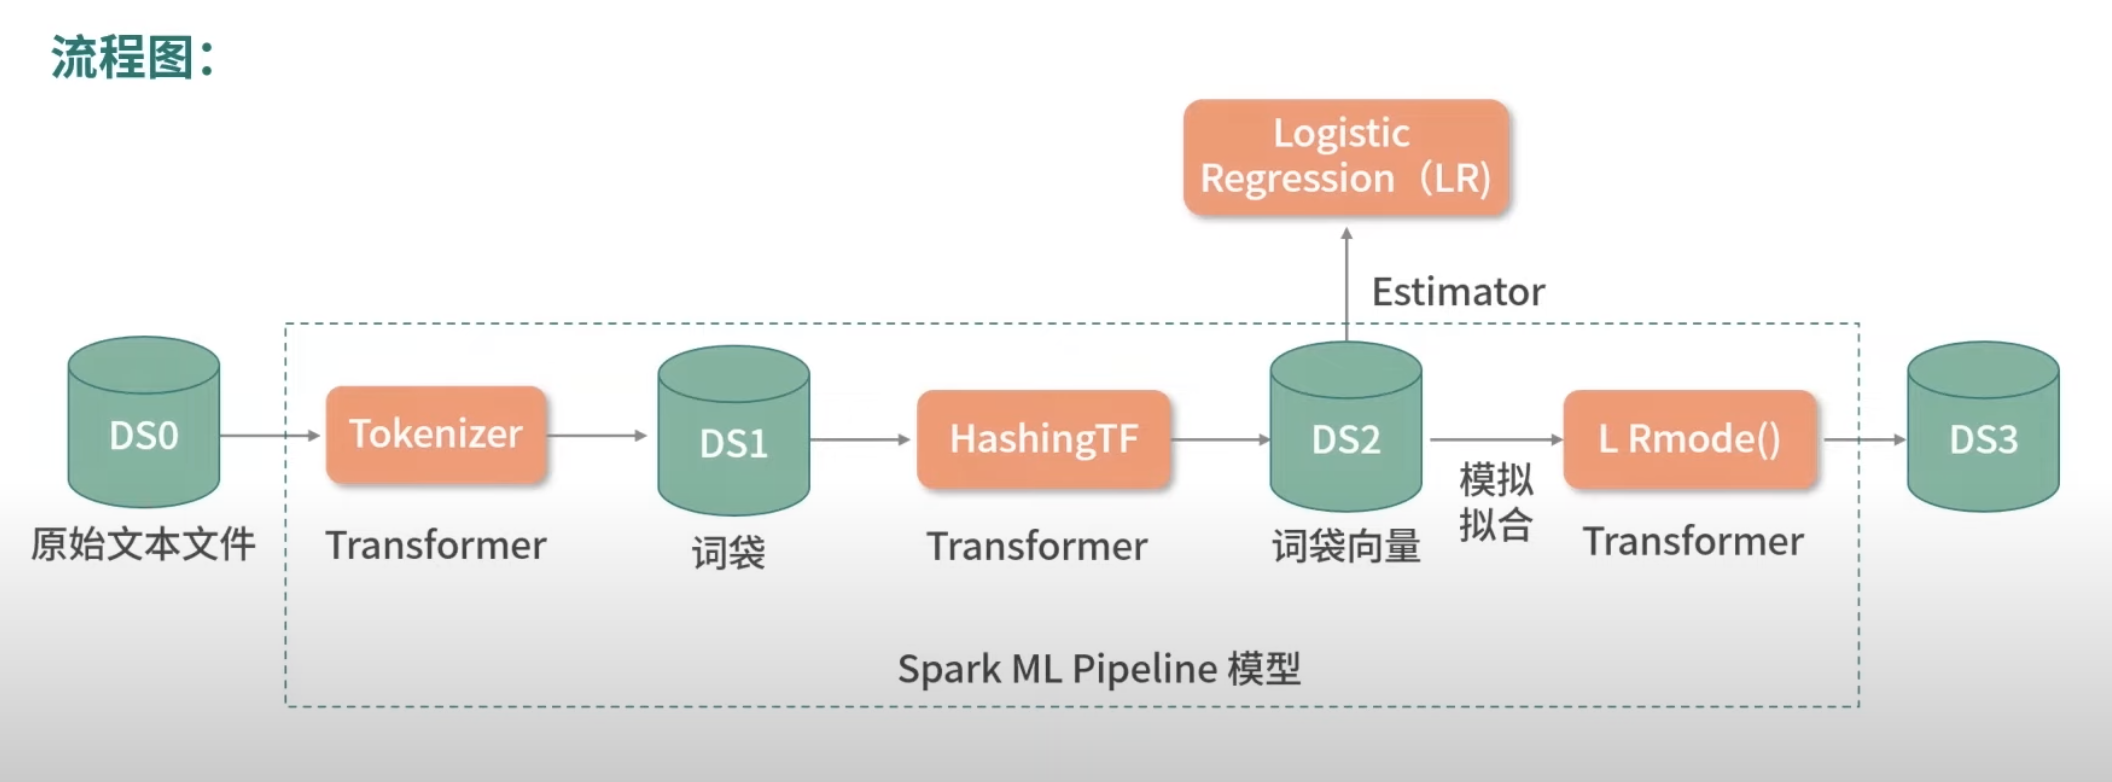 流程图：
Logistic
Regression（LR)
Estimator
DS0
Tokenizer
DS1
HashingTF
DS2
L Rmode()
DS3
模拟
拟合
原始文本文件
Transformer
词袋
Transformer
词袋向量
Transformer
Spark ML Pipeline 模型